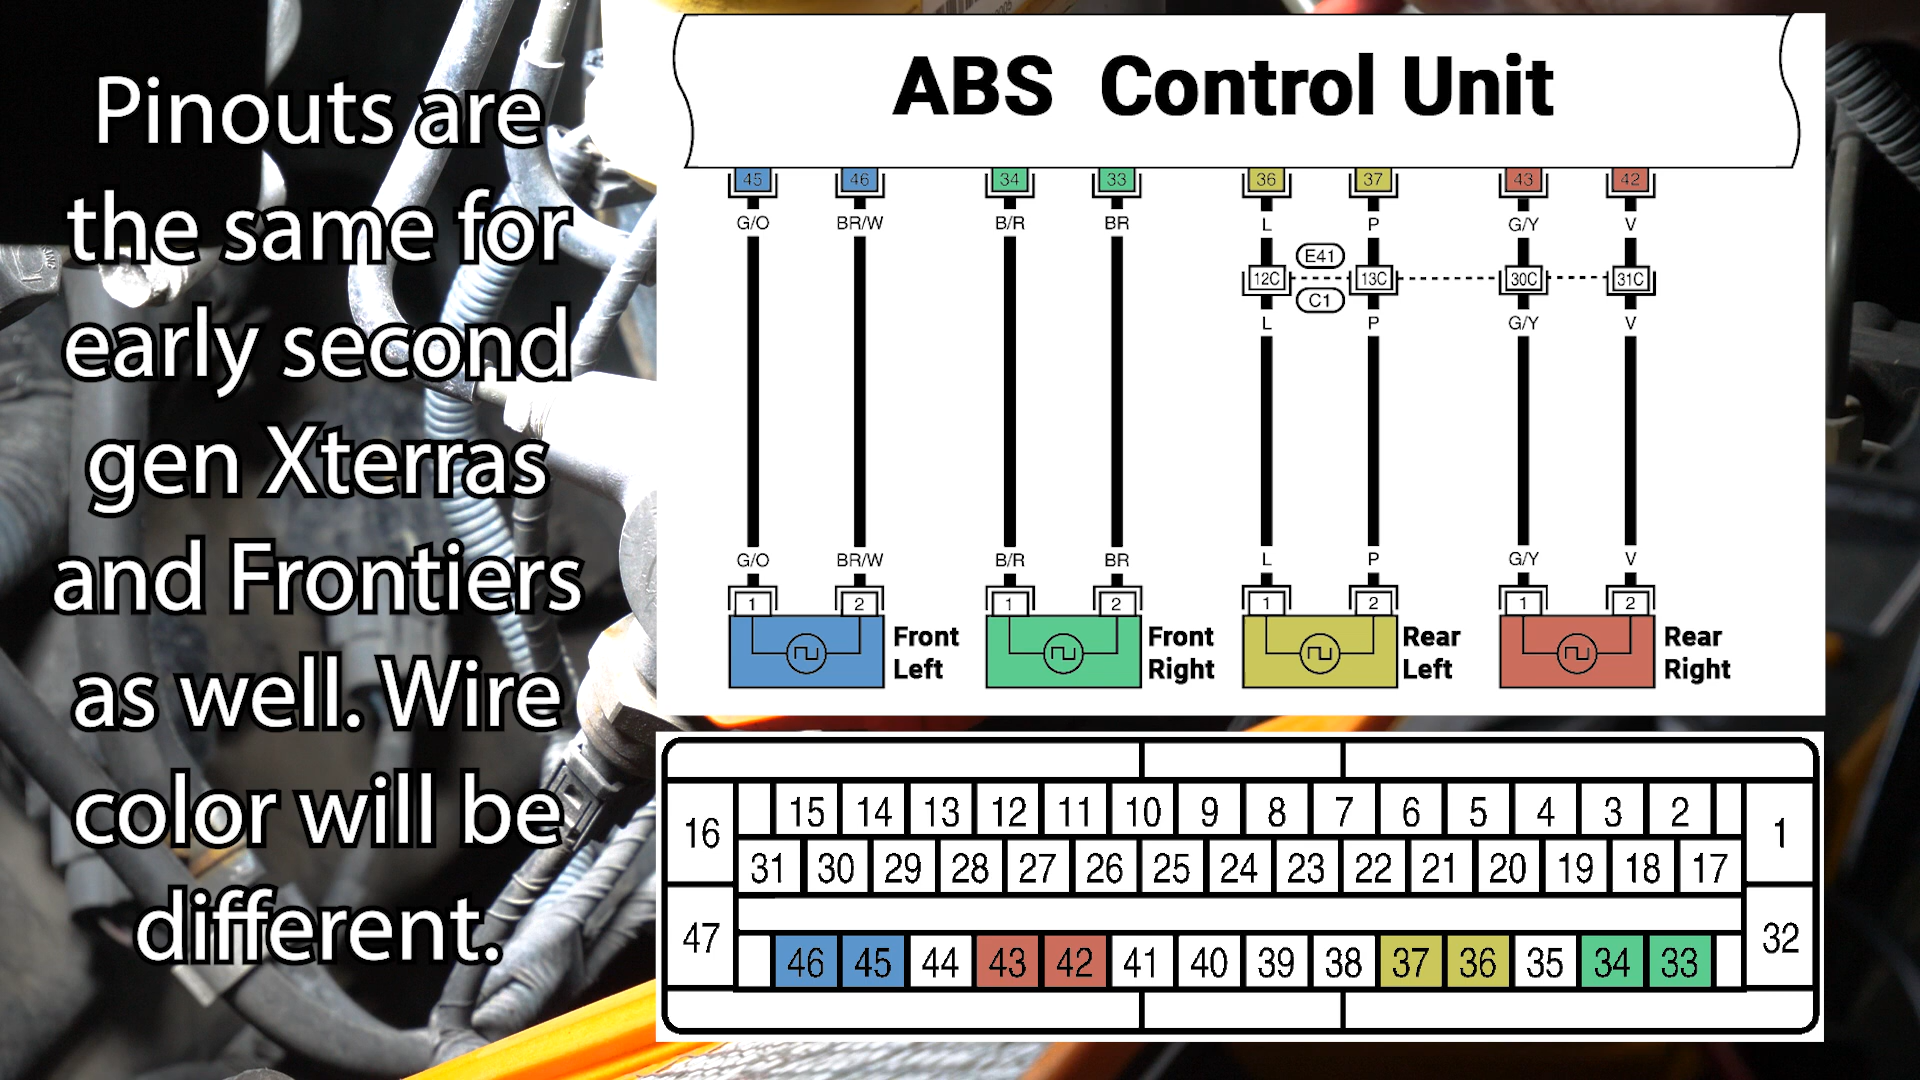 Pinouts are
the same for
early second
gen Xterras
and Frontiers
as well. Wire
color will be
different.
ABS Control Unit
45 46 34 33 36 37 43 42
G/O BR/W B/R BR L P G/Y V
E41
12C 13C 30C 31C
C1
L P G/Y V
G/O BR/W B/R BR L P G/Y V
1 2 1 2 1 2 1 2
Front Left
Front Right
Rear Left
Rear Right
16 15 14 13 12 11 10 9 8 7 6 5 4 3 2 1
31 30 29 28 27 26 25 24 23 22 21 20 19 18 17
47 46 45 44 43 42 41 40 39 38 37 36 35 34 33 32